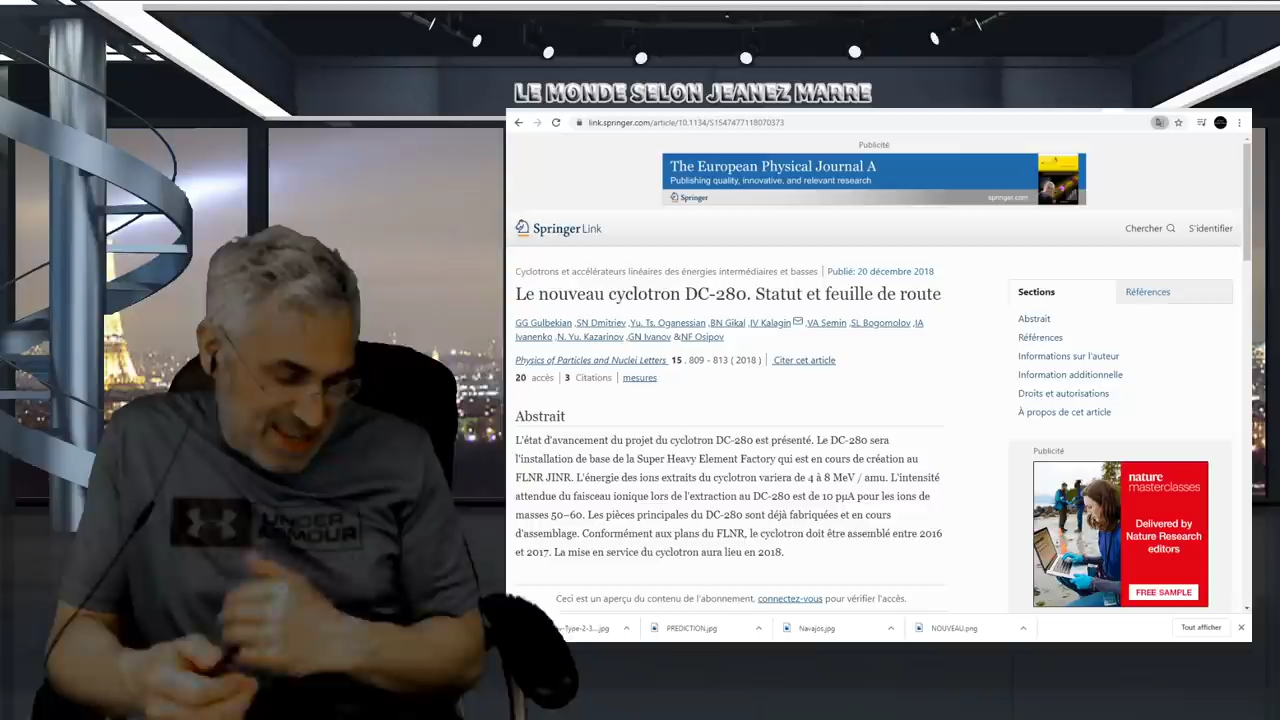 LE MONDE SELON JEANEZ MARRE
link.springer.com/article/10.1134/S1547477118070373
Publicité
The European Physical Journal A
Publishing quality, innovative, and relevant research
Springer
springer.com
Springer Link
Chercher
S'identifier
Cyclotrons et accélérateurs linéaires des énergies intermédiaires et basses | Publié: 20 décembre 2018
Le nouveau cyclotron DC-280. Statut et feuille de route
GG Gulbekian ,SN Dmitriev ,Yu. Ts. Oganessian ,BN Gikal ,IV Kalagin ,VA Semin ,SL Bogomolov ,IA
Ivanenko ,N. Yu. Kazarinov ,GN Ivanov &NF Osipov
Physics of Particles and Nuclei Letters 15 , 809 - 813 ( 2018 ) | Citer cet article
20 accès | 3 Citations | mesures
Abstrait
L'état d'avancement du projet du cyclotron DC-280 est présenté. Le DC-280 sera
l'installation de base de la Super Heavy Element Factory qui est en cours de création au
FLNR JINR. L'énergie des ions extraits du cyclotron variera de 4 à 8 MeV / amu. L'intensité
attendue du faisceau ionique lors de l'extraction au DC-280 est de 10 pμA pour les ions de
masses 50–60. Les pièces principales du DC-280 sont déjà fabriquées et en cours
d'assemblage. Conformément aux plans du FLNR, le cyclotron doit être assemblé entre 2016
et 2017. La mise en service du cyclotron aura lieu en 2018.
Ceci est un aperçu du contenu de l'abonnement, connectez-vous pour vérifier l'accès.
Sections
Références
Abstrait
Références
Informations sur l'auteur
Information additionnelle
Droits et autorisations
À propos de cet article
Publicité
nature
masterclasses
Delivered by
Nature Research
editors
FREE SAMPLE
UNDER
ARMOUR
v-Type-2-3....jpg
PREDICTION.jpg
Navajos.jpg
NOUVEAU.png
Tout afficher